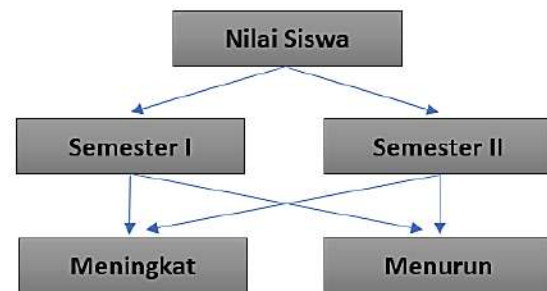 Nilai Siswa
Semester I
Semester II
Meningkat
Menurun